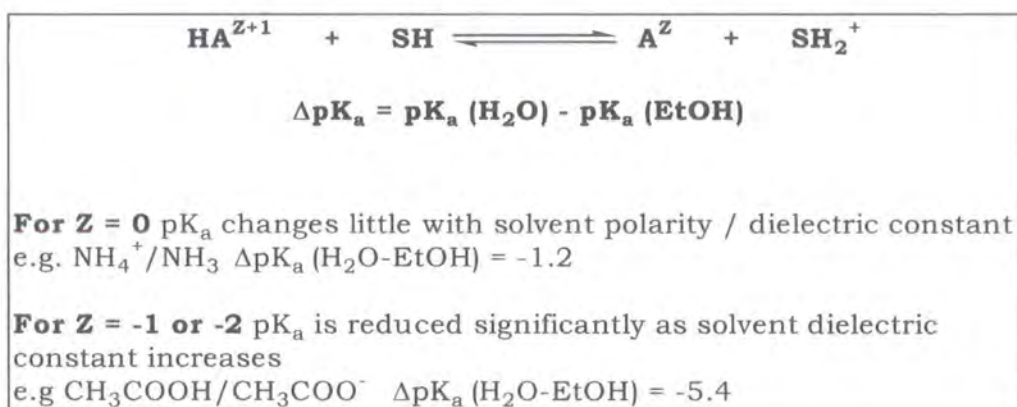 HA^{Z+1} + SH ⇌ A^{Z} + SH₂⁺
ΔpKₐ = pKₐ (H₂O) - pKₐ (EtOH)
For Z = 0 pKₐ changes little with solvent polarity / dielectric constant
e.g. NH₄⁺/NH₃ ΔpKₐ (H₂O-EtOH) = -1.2
For Z = -1 or -2 pKₐ is reduced significantly as solvent dielectric
constant increases
e.g CH₃COOH/CH₃COO⁻ ΔpKₐ (H₂O-EtOH) = -5.4